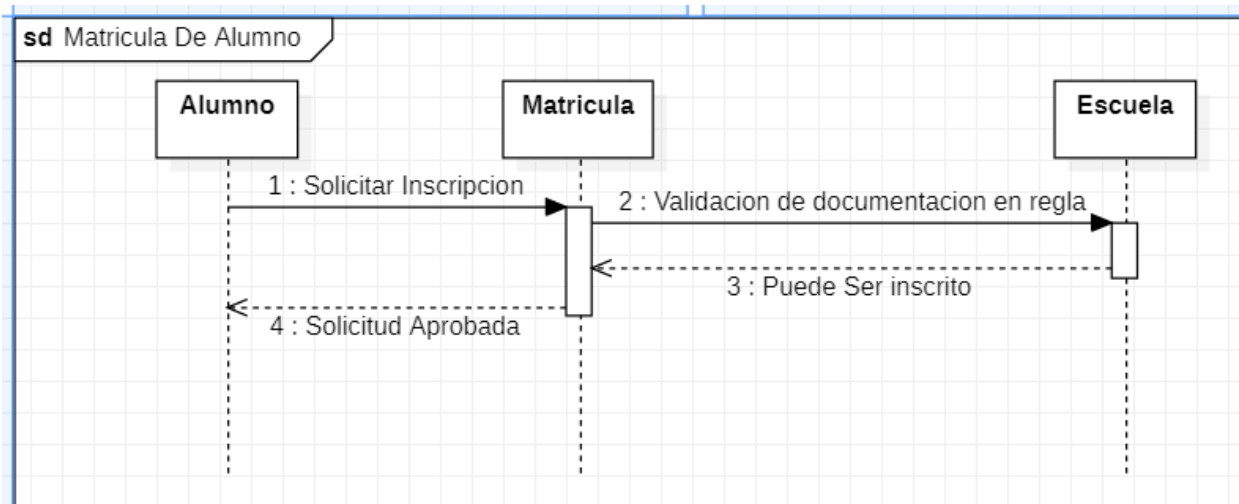 sd Matricula De Alumno
Alumno
Matricula
Escuela
1 : Solicitar Inscripcion
2 : Validacion de documentacion en regla
3 : Puede Ser inscrito
4 : Solicitud Aprobada